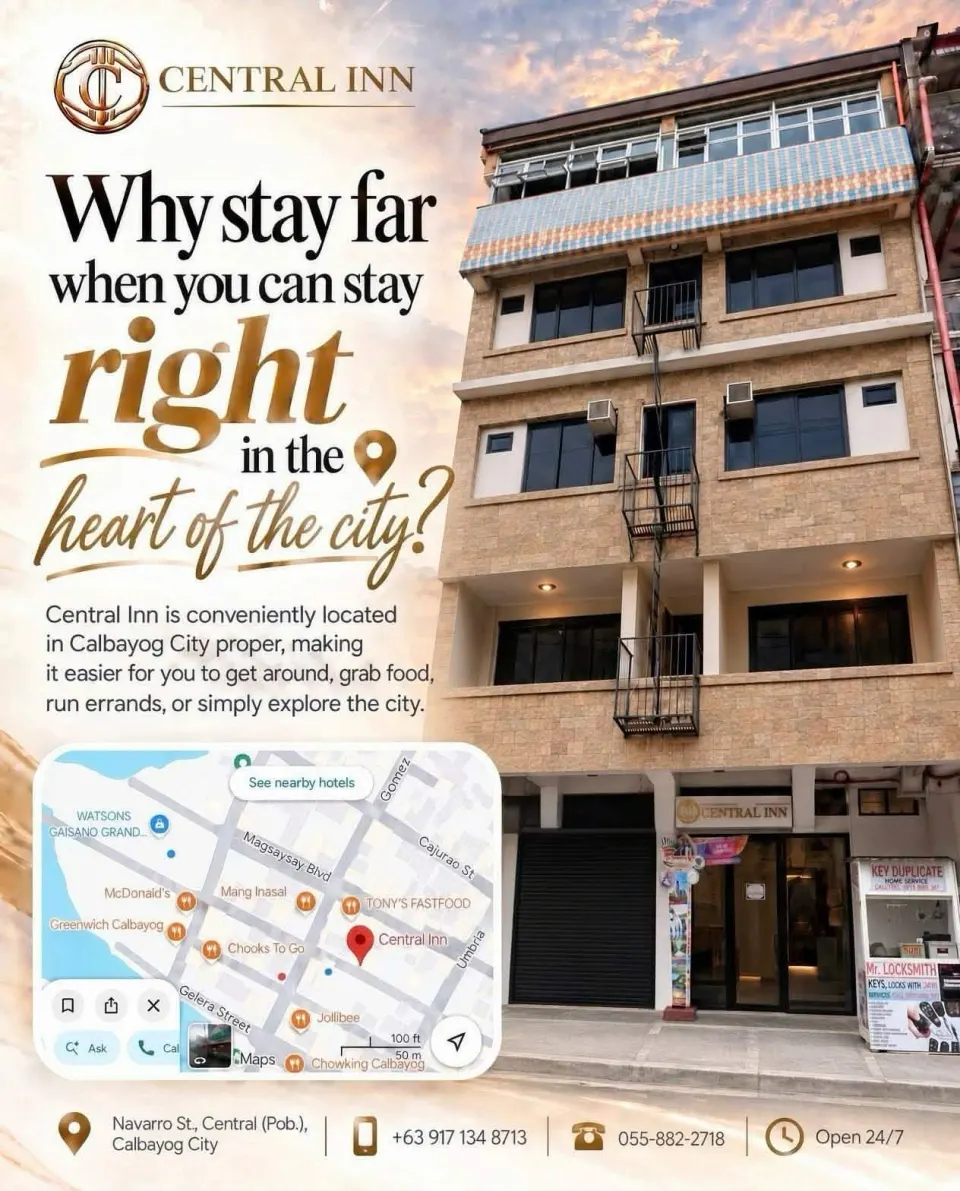 CENTRAL INN
Why stay far
when you can stay
right
in the
heart of the city?
Central Inn is conveniently located
in Calbayog City proper, making
it easier for you to get around, grab food,
run errands, or simply explore the city.
See nearby hotels
Gomez
WATSONS
GAISANO GRAND...
Magsaysay Blvd
Cajurao St
McDonald's
Mang Inasal
TONY'S FASTFOOD
Greenwich Calbayog
Central Inn
Chooks To Go
Umbria
Gelera Street
Jollibee
100 ft
50 m
Ask
Cal
Maps
Chowking Calbayog
CENTRAL INN
KEY DUPLICATE
HOME SERVICE
Mr. LOCKSMITH
KEYS, LOCKS WITH
Navarro St., Central (Pob.),
Calbayog City
+63 917 134 8713
055-882-2718
Open 24/7